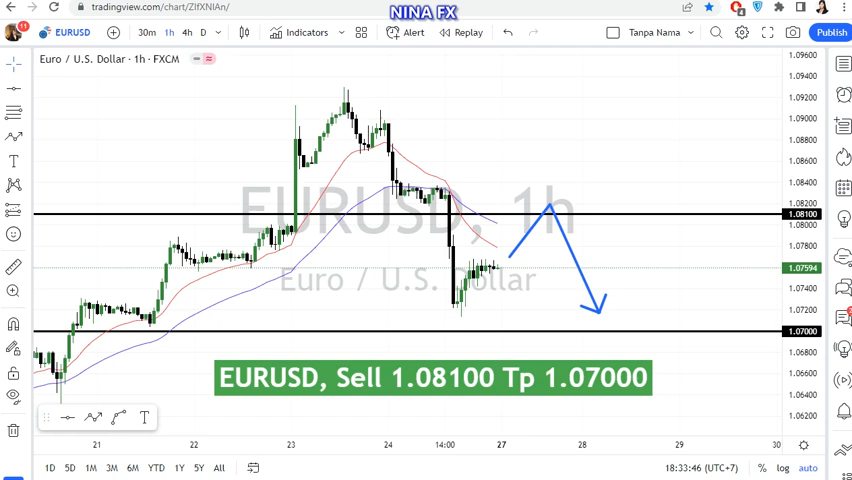 NINA FX
tradingview.com/chart/ZIfXNIAn/
11
EURUSD
30m 1h 4h D
Indicators
Alert
Replay
Tanpa Nama
Publish
Euro / U.S. Dollar · 1h · FXCM
EURUSD, 1h
Euro / U.S. Dollar
1.09600
1.09400
1.09200
1.09000
1.08800
1.08600
1.08400
1.08200
1.08100
1.08000
1.07800
1.07594
1.07400
1.07200
1.07000
1.06800
1.06600
1.06400
1.06200
EURUSD, Sell 1.08100 Tp 1.07000
T
21 22 23 24 14:00 27 28 29 30
1D 5D 1M 3M 6M YTD 1Y 5Y All
18:33:46 (UTC+7) % log auto